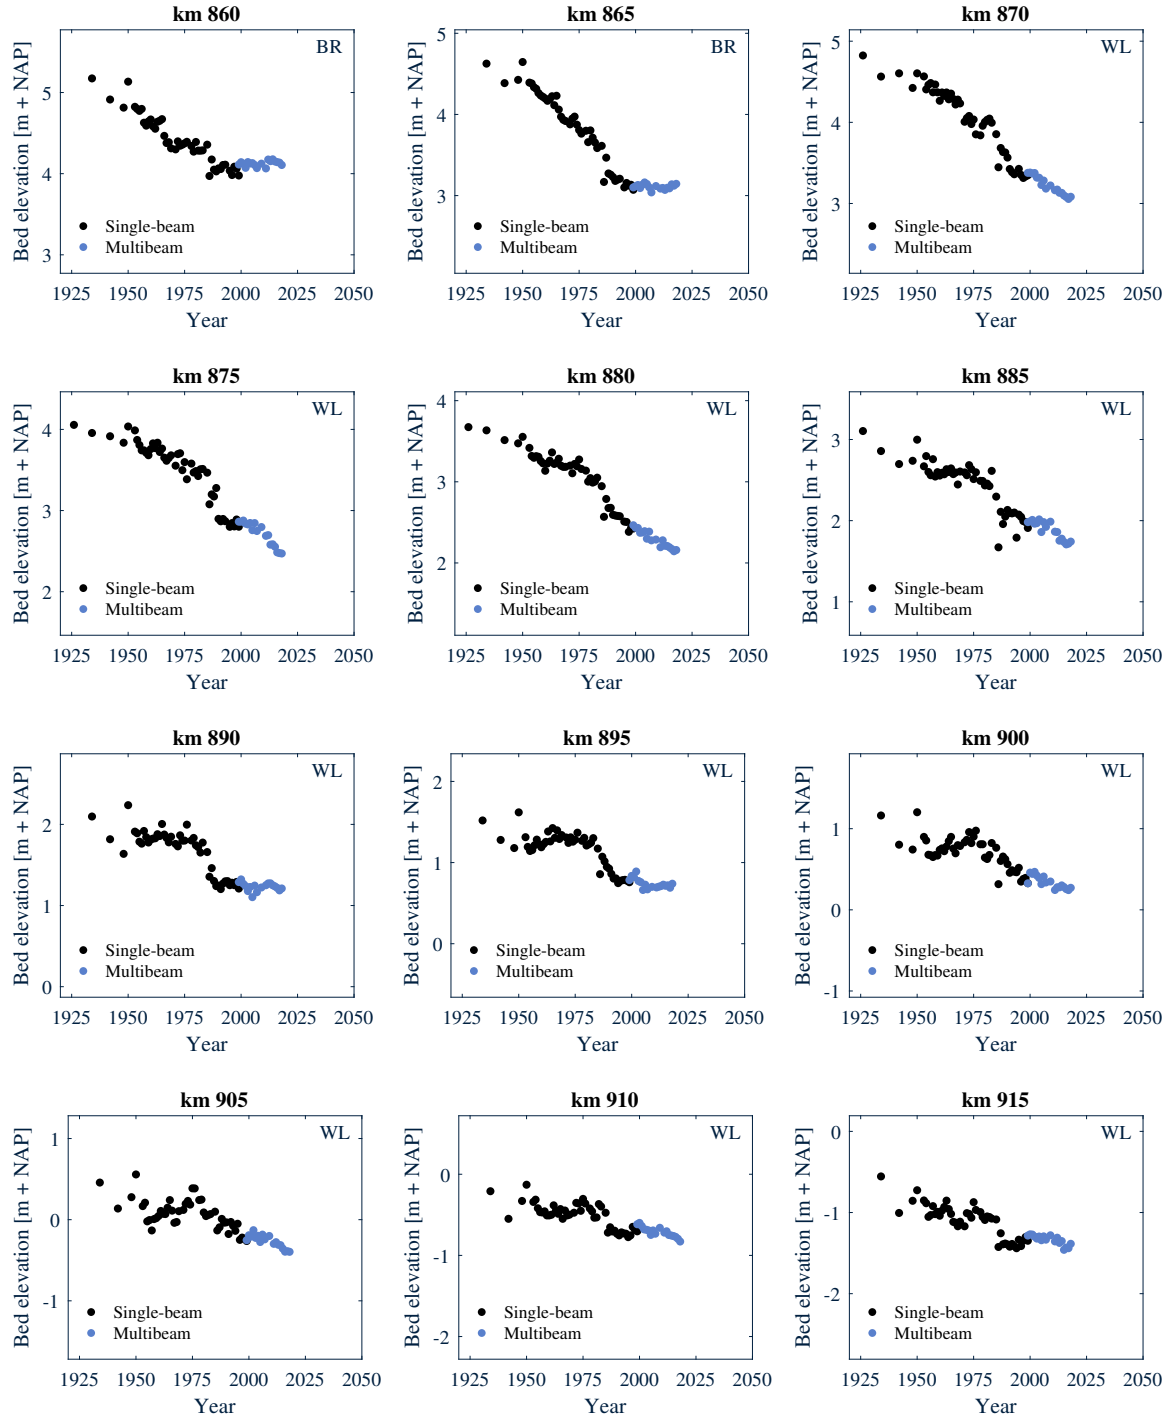 km 860
BR
Bed elevation [m + NAP]
5
4
3
Single-beam
Multibeam
1925 1950 1975 2000 2025 2050
Year
km 865
BR
Bed elevation [m + NAP]
5
4
3
Single-beam
Multibeam
1925 1950 1975 2000 2025 2050
Year
km 870
WL
Bed elevation [m + NAP]
5
4
3
Single-beam
Multibeam
1925 1950 1975 2000 2025 2050
Year
km 875
WL
Bed elevation [m + NAP]
4
3
2
Single-beam
Multibeam
1925 1950 1975 2000 2025 2050
Year
km 880
WL
Bed elevation [m + NAP]
4
3
2
Single-beam
Multibeam
1925 1950 1975 2000 2025 2050
Year
km 885
WL
Bed elevation [m + NAP]
3
2
1
Single-beam
Multibeam
1925 1950 1975 2000 2025 2050
Year
km 890
WL
Bed elevation [m + NAP]
2
1
0
Single-beam
Multibeam
1925 1950 1975 2000 2025 2050
Year
km 895
WL
Bed elevation [m + NAP]
2
1
0
Single-beam
Multibeam
1925 1950 1975 2000 2025 2050
Year
km 900
WL
Bed elevation [m + NAP]
1
0
-1
Single-beam
Multibeam
1925 1950 1975 2000 2025 2050
Year
km 905
WL
Bed elevation [m + NAP]
1
0
-1
Single-beam
Multibeam
1925 1950 1975 2000 2025 2050
Year
km 910
WL
Bed elevation [m + NAP]
0
-1
-2
Single-beam
Multibeam
1925 1950 1975 2000 2025 2050
Year
km 915
WL
Bed elevation [m + NAP]
0
-1
-2
Single-beam
Multibeam
1925 1950 1975 2000 2025 2050
Year